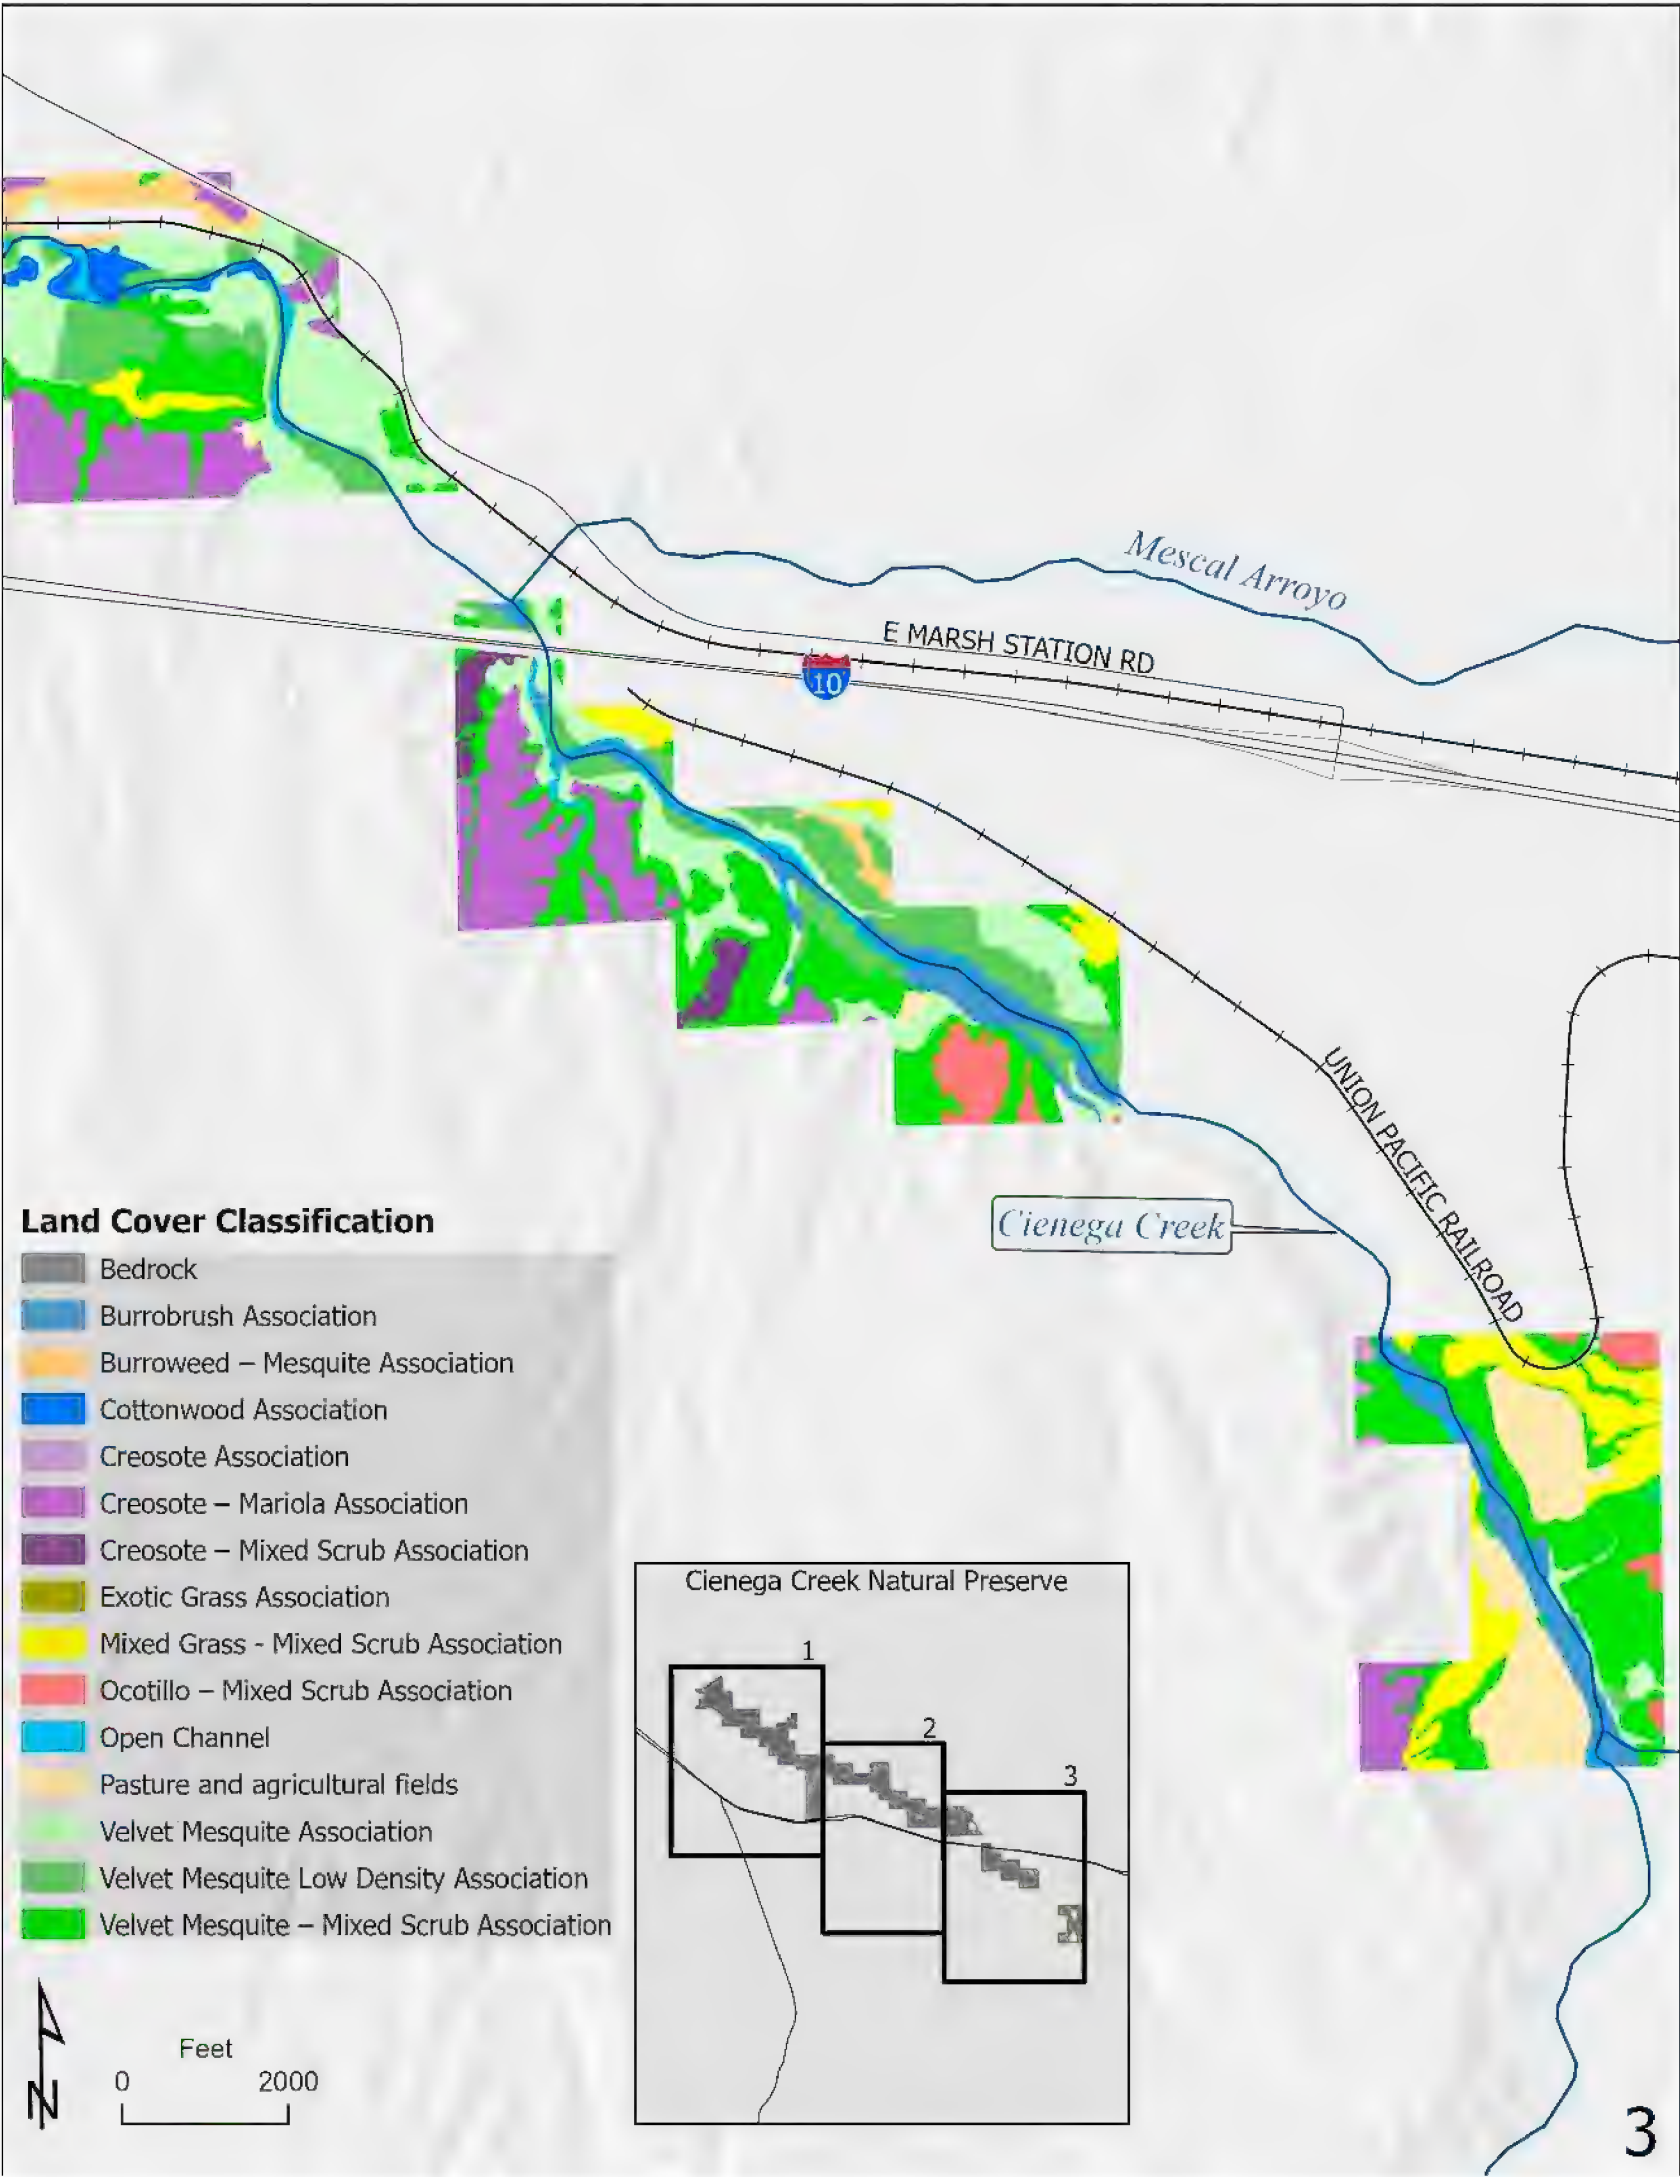 Mescal Arroyo
E MARSH STATION RD
10
UNION PACIFIC RAILROAD
Cienega Creek
Land Cover Classification
Bedrock
Burrobrush Association
Burroweed – Mesquite Association
Cottonwood Association
Creosote Association
Creosote – Mariola Association
Creosote – Mixed Scrub Association
Exotic Grass Association
Mixed Grass - Mixed Scrub Association
Ocotillo – Mixed Scrub Association
Open Channel
Pasture and agricultural fields
Velvet Mesquite Association
Velvet Mesquite Low Density Association
Velvet Mesquite – Mixed Scrub Association
Cienega Creek Natural Preserve
1
2
3
N
Feet
0 2000
3